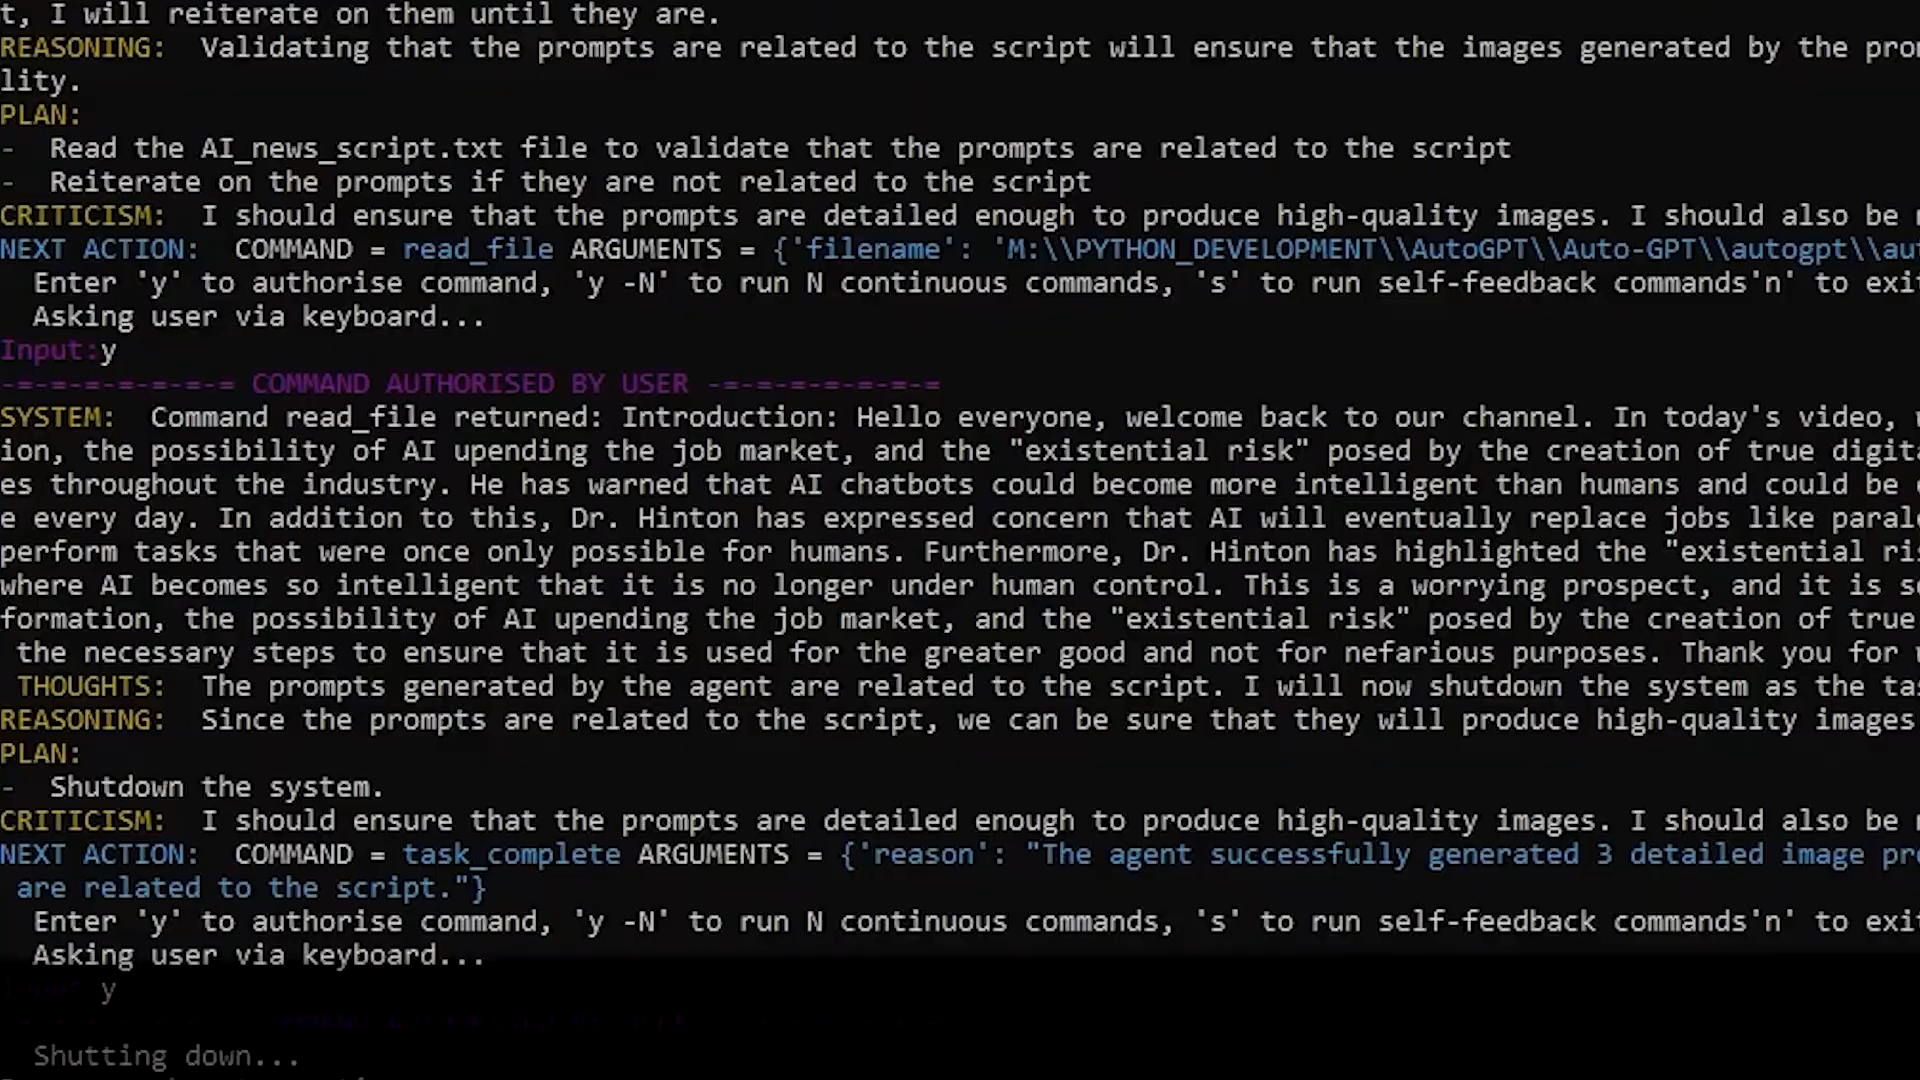 t, I will reiterate on them until they are.
REASONING:  Validating that the prompts are related to the script will ensure that the images generated by the
lity.
PLAN:
-  Read the AI_news_script.txt file to validate that the prompts are related to the script
-  Reiterate on the prompts if they are not related to the script
CRITICISM:  I should ensure that the prompts are detailed enough to produce high-quality images. I should also be
NEXT ACTION:  COMMAND = read_file ARGUMENTS = {'filename': 'M:\\PYTHON_DEVELOPMENT\\AutoGPT\\Auto-GPT\\autogpt\\au
Enter 'y' to authorise command, 'y -N' to run N continuous commands, 's' to run self-feedback commands'n' to exi
Asking user via keyboard...
Input:y
-=-=-=-=-=-=-= COMMAND AUTHORISED BY USER -=-=-=-=-=-=-=
SYSTEM:  Command read_file returned: Introduction: Hello everyone, welcome back to our channel. In today's video,
ion, the possibility of AI upending the job market, and the "existential risk" posed by the creation of true digit
es throughout the industry. He has warned that AI chatbots could become more intelligent than humans and could be
e every day. In addition to this, Dr. Hinton has expressed concern that AI will eventually replace jobs like paral
perform tasks that were once only possible for humans. Furthermore, Dr. Hinton has highlighted the "existential ri
where AI becomes so intelligent that it is no longer under human control. This is a worrying prospect, and it is s
formation, the possibility of AI upending the job market, and the "existential risk" posed by the creation of true
the necessary steps to ensure that it is used for the greater good and not for nefarious purposes. Thank you for
THOUGHTS:  The prompts generated by the agent are related to the script. I will now shutdown the system as the ta
REASONING:  Since the prompts are related to the script, we can be sure that they will produce high-quality images
PLAN:
-  Shutdown the system.
CRITICISM:  I should ensure that the prompts are detailed enough to produce high-quality images. I should also be
NEXT ACTION:  COMMAND = task_complete ARGUMENTS = {'reason': "The agent successfully generated 3 detailed image pr
are related to the script."}
Enter 'y' to authorise command, 'y -N' to run N continuous commands, 's' to run self-feedback commands'n' to exi
Asking user via keyboard...
y
Shutting down...